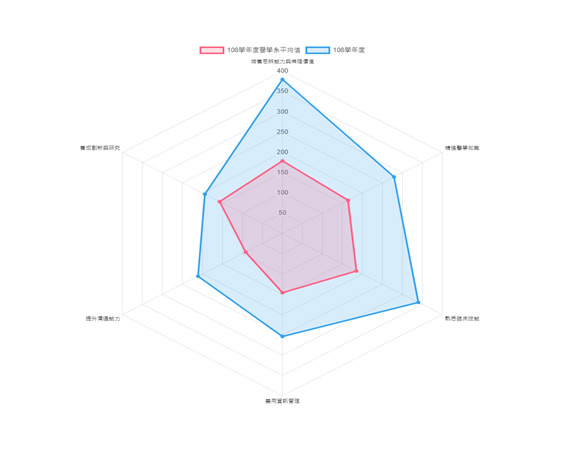 108學年度醫學系平均值 108學年度
培養思辨能力與倫理價值
400
350
300
250
200
150
100
50
養成創新與研究
精進醫學知識
提升溝通能力
熟悉臨床技能
善用資訊管理